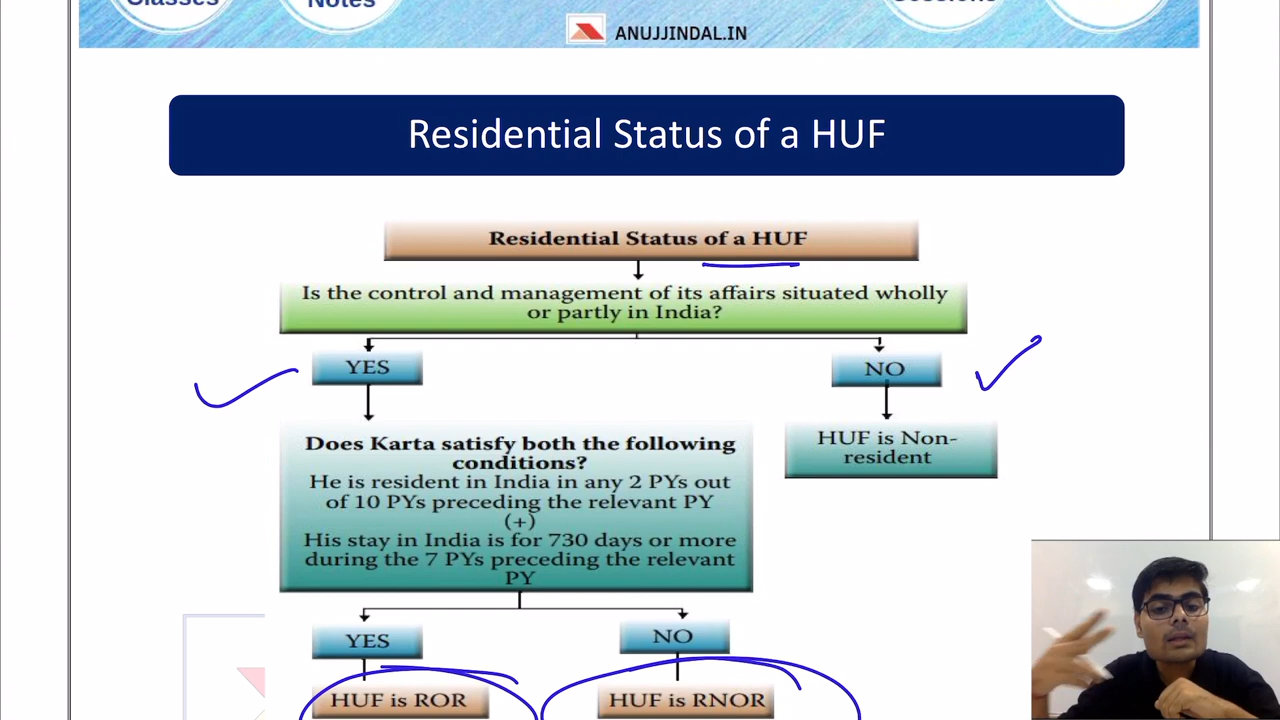 Classes
Notes
Sessions
ANUJJINDAL.IN
Residential Status of a HUF
Residential Status of a HUF
Is the control and management of its affairs situated wholly
or partly in India?
YES
NO
Does Karta satisfy both the following
conditions?
He is resident in India in any 2 PYs out
of 10 PYs preceding the relevant PY
(+)
His stay in India is for 730 days or more
during the 7 PYs preceding the relevant
PY
HUF is Non-
resident
YES
NO
HUF is ROR
HUF is RNOR